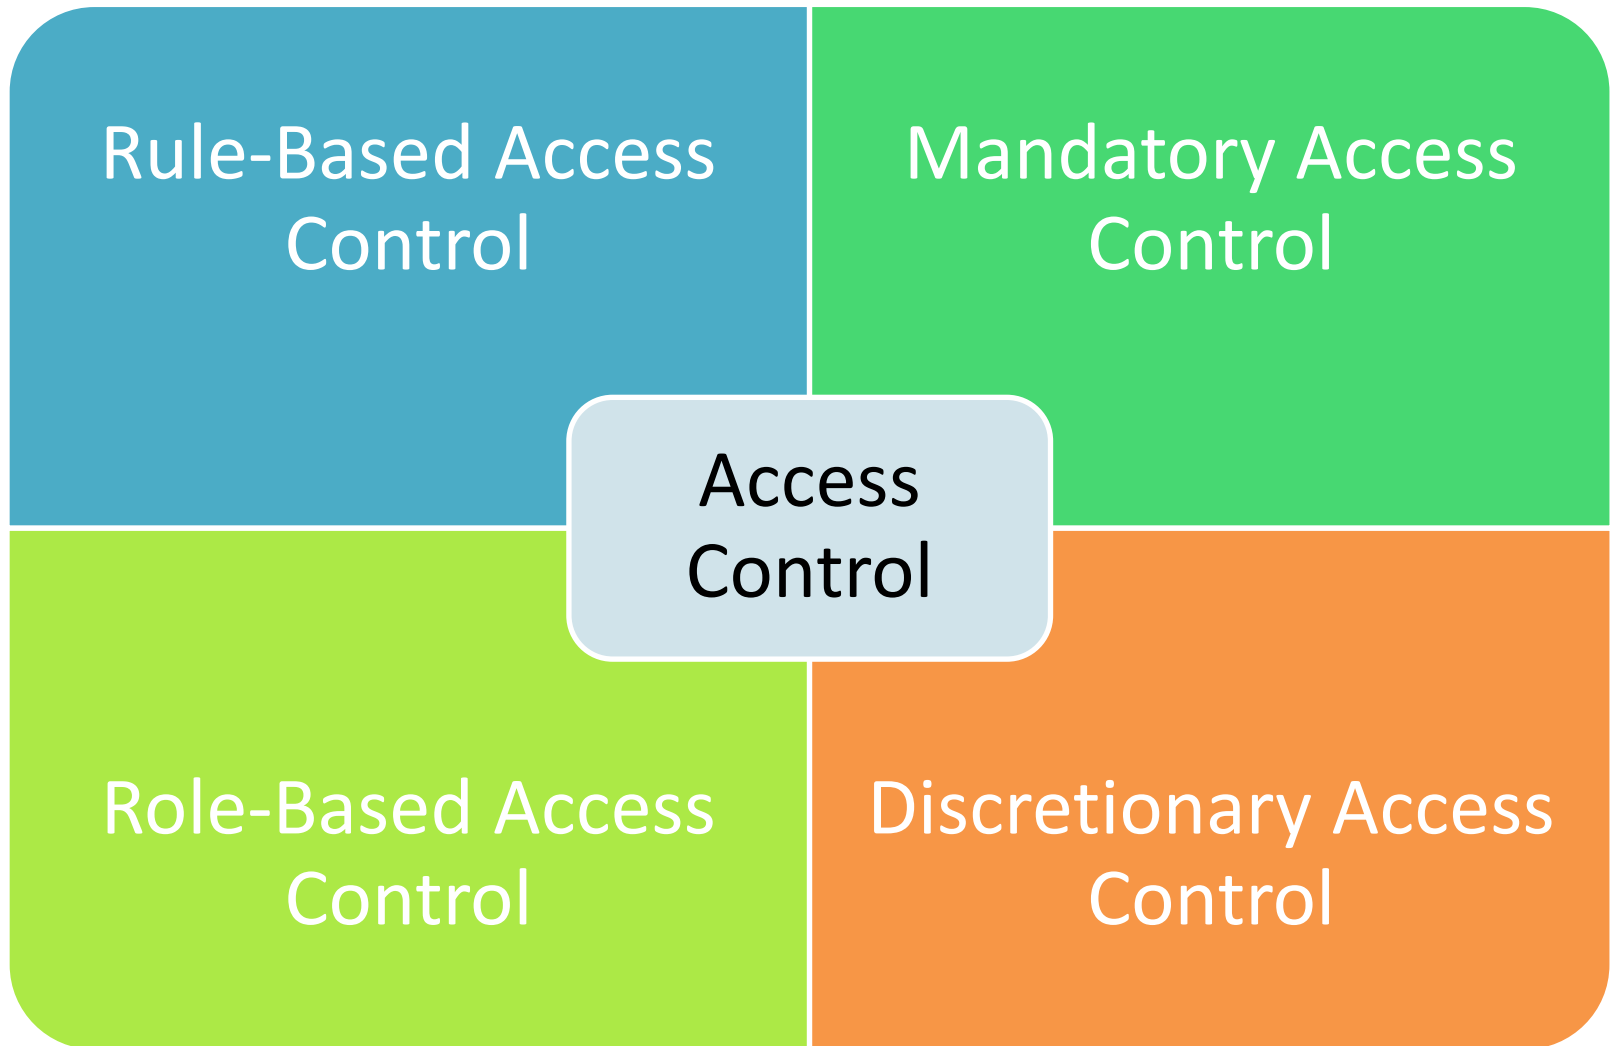 Rule-Based Access
Control
Mandatory Access
Control
Access
Control
Role-Based Access
Control
Discretionary Access
Control